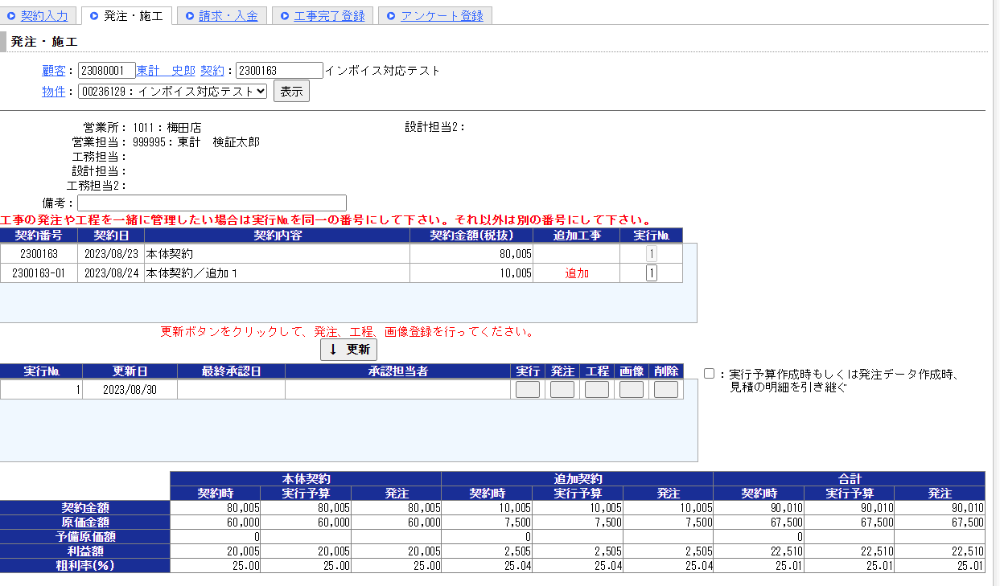 契約入力 発注・施工 請求・入金 工事完了登録 アンケート登録
発注・施工
顧客： 23080001 東計　史郎 契約： 2300163 インボイス対応テスト
物件： 00236129：インボイス対応テスト 表示
営業所： 1011：梅田店 設計担当2：
営業担当： 999995：東計　検証太郎
工務担当：
設計担当：
工務担当2：
備考：
工事の発注や工程を一緒に管理したい場合は実行№を同一の番号にして下さい。それ以外は別の番号にして下さい。
契約番号 契約日 契約内容 契約金額(税抜) 追加工事 実行№
2300163 2023/08/23 本体契約 80,005 1
2300163-01 2023/08/24 本体契約／追加１ 10,005 追加 1
更新ボタンをクリックして、発注、工程、画像登録を行ってください。
↓ 更新
実行№ 更新日 最終承認日 承認担当者 実行 発注 工程 画像 削除
1 2023/08/30
：実行予算作成時もしくは発注データ作成時、
見積の明細を引き継ぐ
本体契約 追加契約 合計
契約時 実行予算 発注 契約時 実行予算 発注 契約時 実行予算 発注
契約金額 80,005 80,005 80,005 10,005 10,005 10,005 90,010 90,010 90,010
原価金額 60,000 60,000 60,000 7,500 7,500 7,500 67,500 67,500 67,500
予備原価額 0 0 0
利益額 20,005 20,005 20,005 2,505 2,505 2,505 22,510 22,510 22,510
粗利率(%) 25.00 25.00 25.00 25.04 25.04 25.04 25.01 25.01 25.01